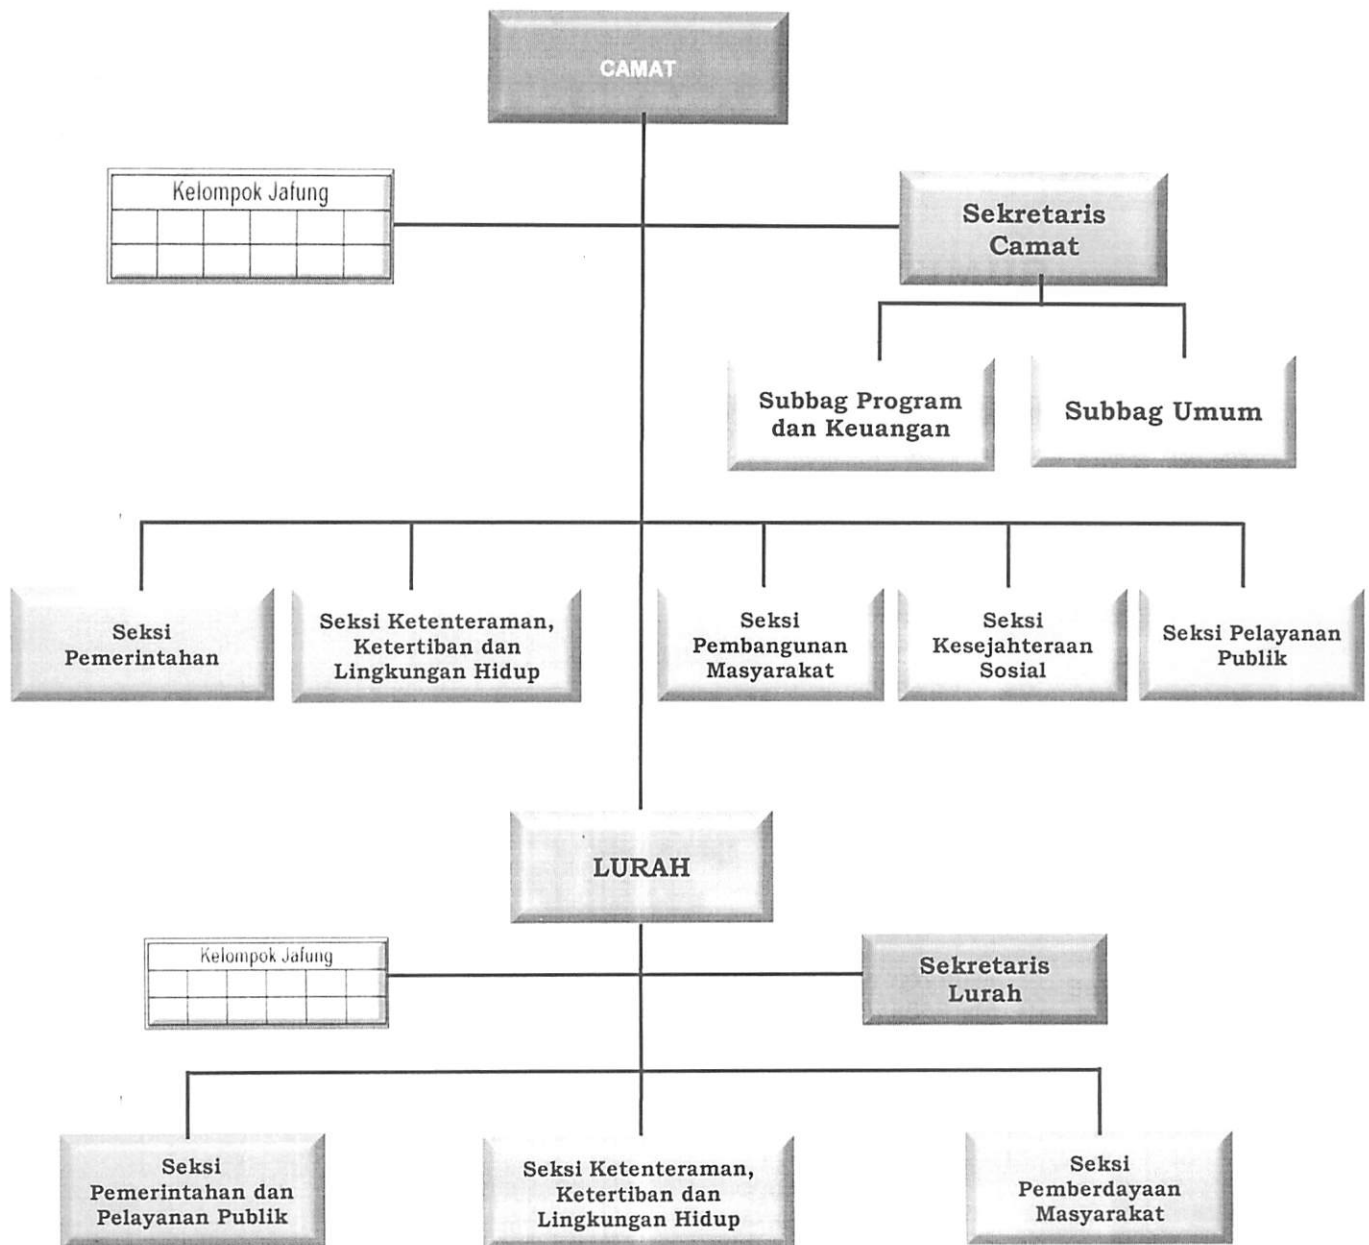 CAMAT
Kelompok Jafung
Sekretaris
Camat
Subbag Program
dan Keuangan
Subbag Umum
Seksi
Pemerintahan
Seksi Ketenteraman,
Ketertiban dan
Lingkungan Hidup
Seksi
Pembangunan
Masyarakat
Seksi
Kesejahteraan
Sosial
Seksi Pelayanan
Publik
LURAH
Kelompok Jafung
Sekretaris
Lurah
Seksi
Pemerintahan dan
Pelayanan Publik
Seksi Ketenteraman,
Ketertiban dan
Lingkungan Hidup
Seksi
Pemberdayaan
Masyarakat